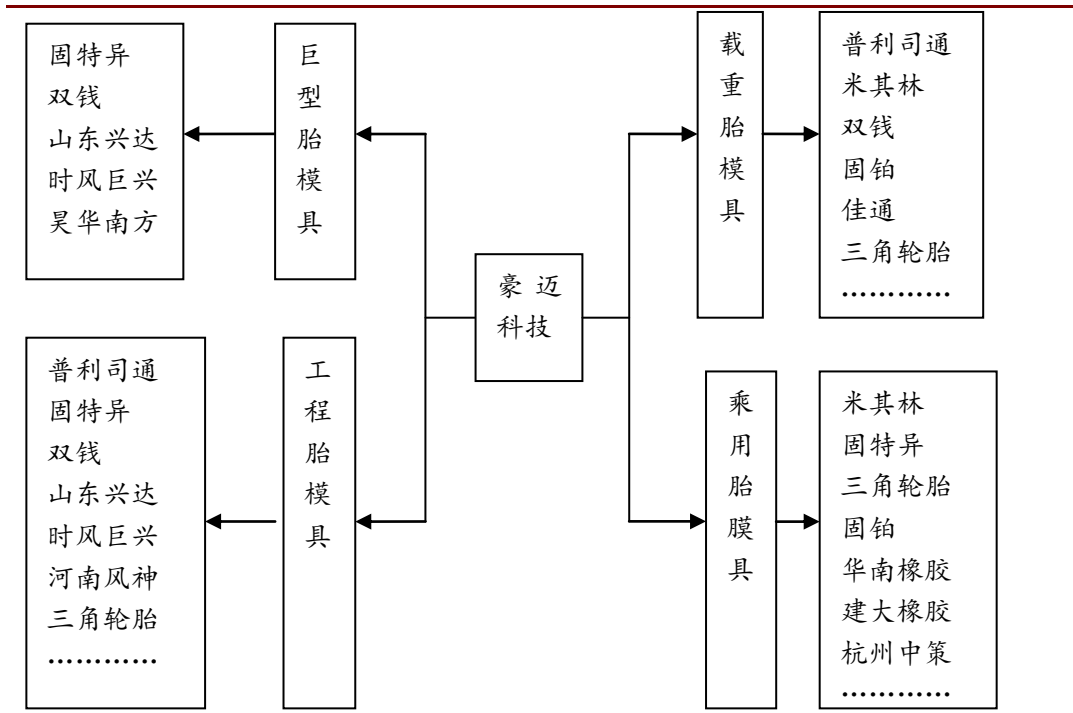 固特异
双钱
山东兴达
时风巨兴
昊华南方
巨型胎模具
载重胎模具
普利司通
米其林
双钱
固铂
佳通
三角轮胎
…………
豪迈
科技
普利司通
固特异
双钱
山东兴达
时风巨兴
河南风神
三角轮胎
…………
工程胎模具
乘用胎膜具
米其林
固特异
三角轮胎
固铂
华南橡胶
建大橡胶
杭州中策
…………